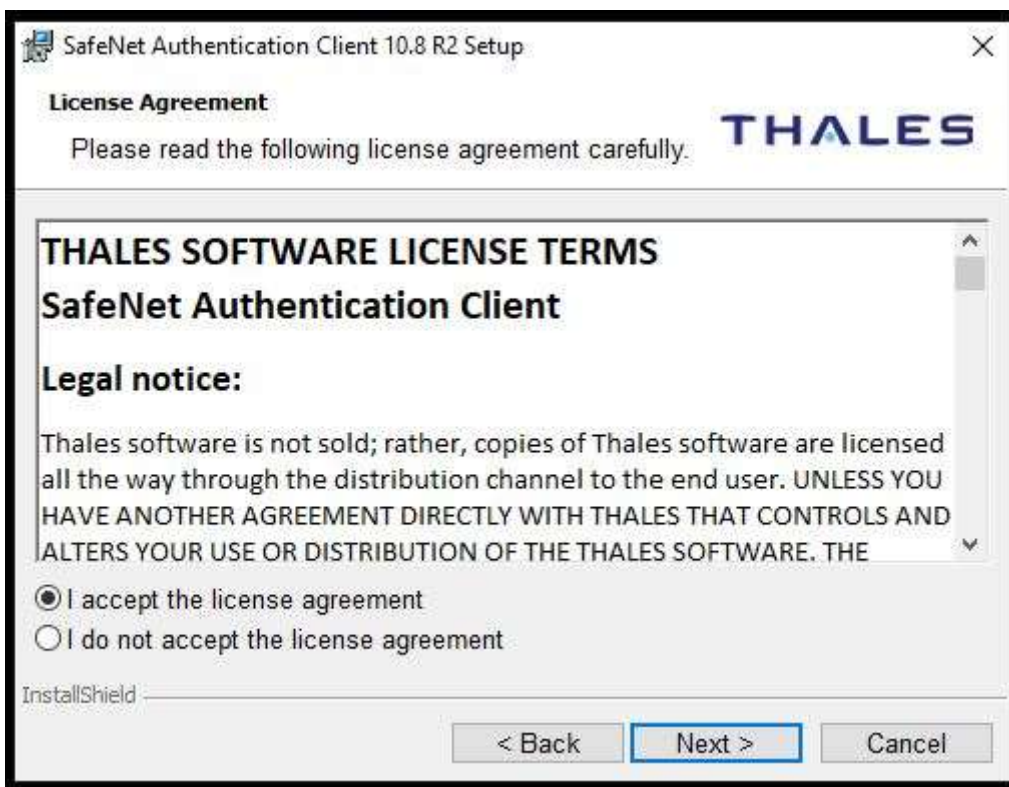 SafeNet Authentication Client 10.8 R2 Setup
License Agreement
Please read the following license agreement carefully.
THALES
THALES SOFTWARE LICENSE TERMS
SafeNet Authentication Client
Legal notice:
Thales software is not sold; rather, copies of Thales software are licensed
all the way through the distribution channel to the end user. UNLESS YOU
HAVE ANOTHER AGREEMENT DIRECTLY WITH THALES THAT CONTROLS AND
ALTERS YOUR USE OR DISTRIBUTION OF THE THALES SOFTWARE. THE
I accept the license agreement
I do not accept the license agreement
InstallShield
< Back
Next >
Cancel